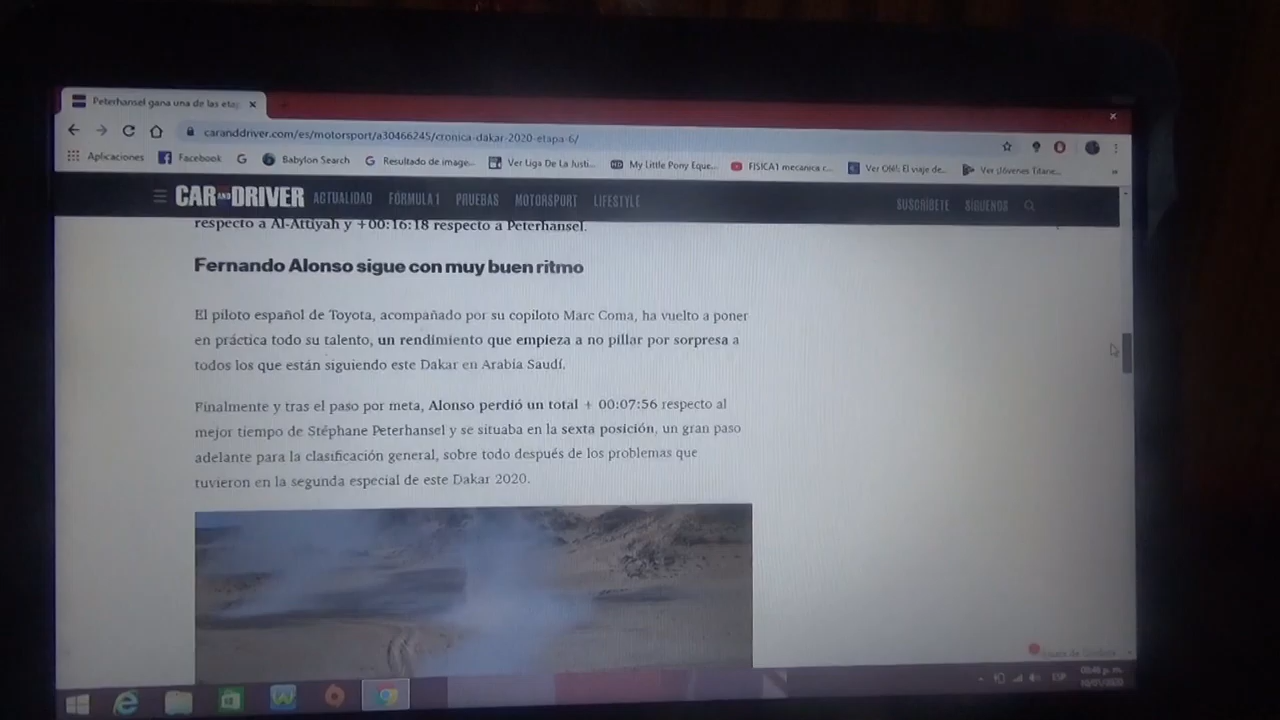 Peterhansel gana una de las eta
caranddriver.com/es/motorsport/a30466245/cronica-dakar-2020-etapa-6/
Aplicaciones Facebook Babylon Search Resultado de image... Ver Liga De La Justi... My Little Pony Eque... FISICA1 mecanica c... Ver Olé!: El viaje de... Ver ¡Jóvenes Titane...
CAR AND DRIVER ACTUALIDAD FÓRMULA 1 PRUEBAS MOTORSPORT LIFESTYLE SUSCRÍBETE SÍGUENOS
respecto a Al-Attiyah y +00:16:18 respecto a Peterhansel.
Fernando Alonso sigue con muy buen ritmo
El piloto español de Toyota, acompañado por su copiloto Marc Coma, ha vuelto a poner
en práctica todo su talento, un rendimiento que empieza a no pillar por sorpresa a
todos los que están siguiendo este Dakar en Arabia Saudí.
Finalmente y tras el paso por meta, Alonso perdió un total + 00:07:56 respecto al
mejor tiempo de Stéphane Peterhansel y se situaba en la sexta posición, un gran paso
adelante para la clasificación general, sobre todo después de los problemas que
tuvieron en la segunda especial de este Dakar 2020.
ESP